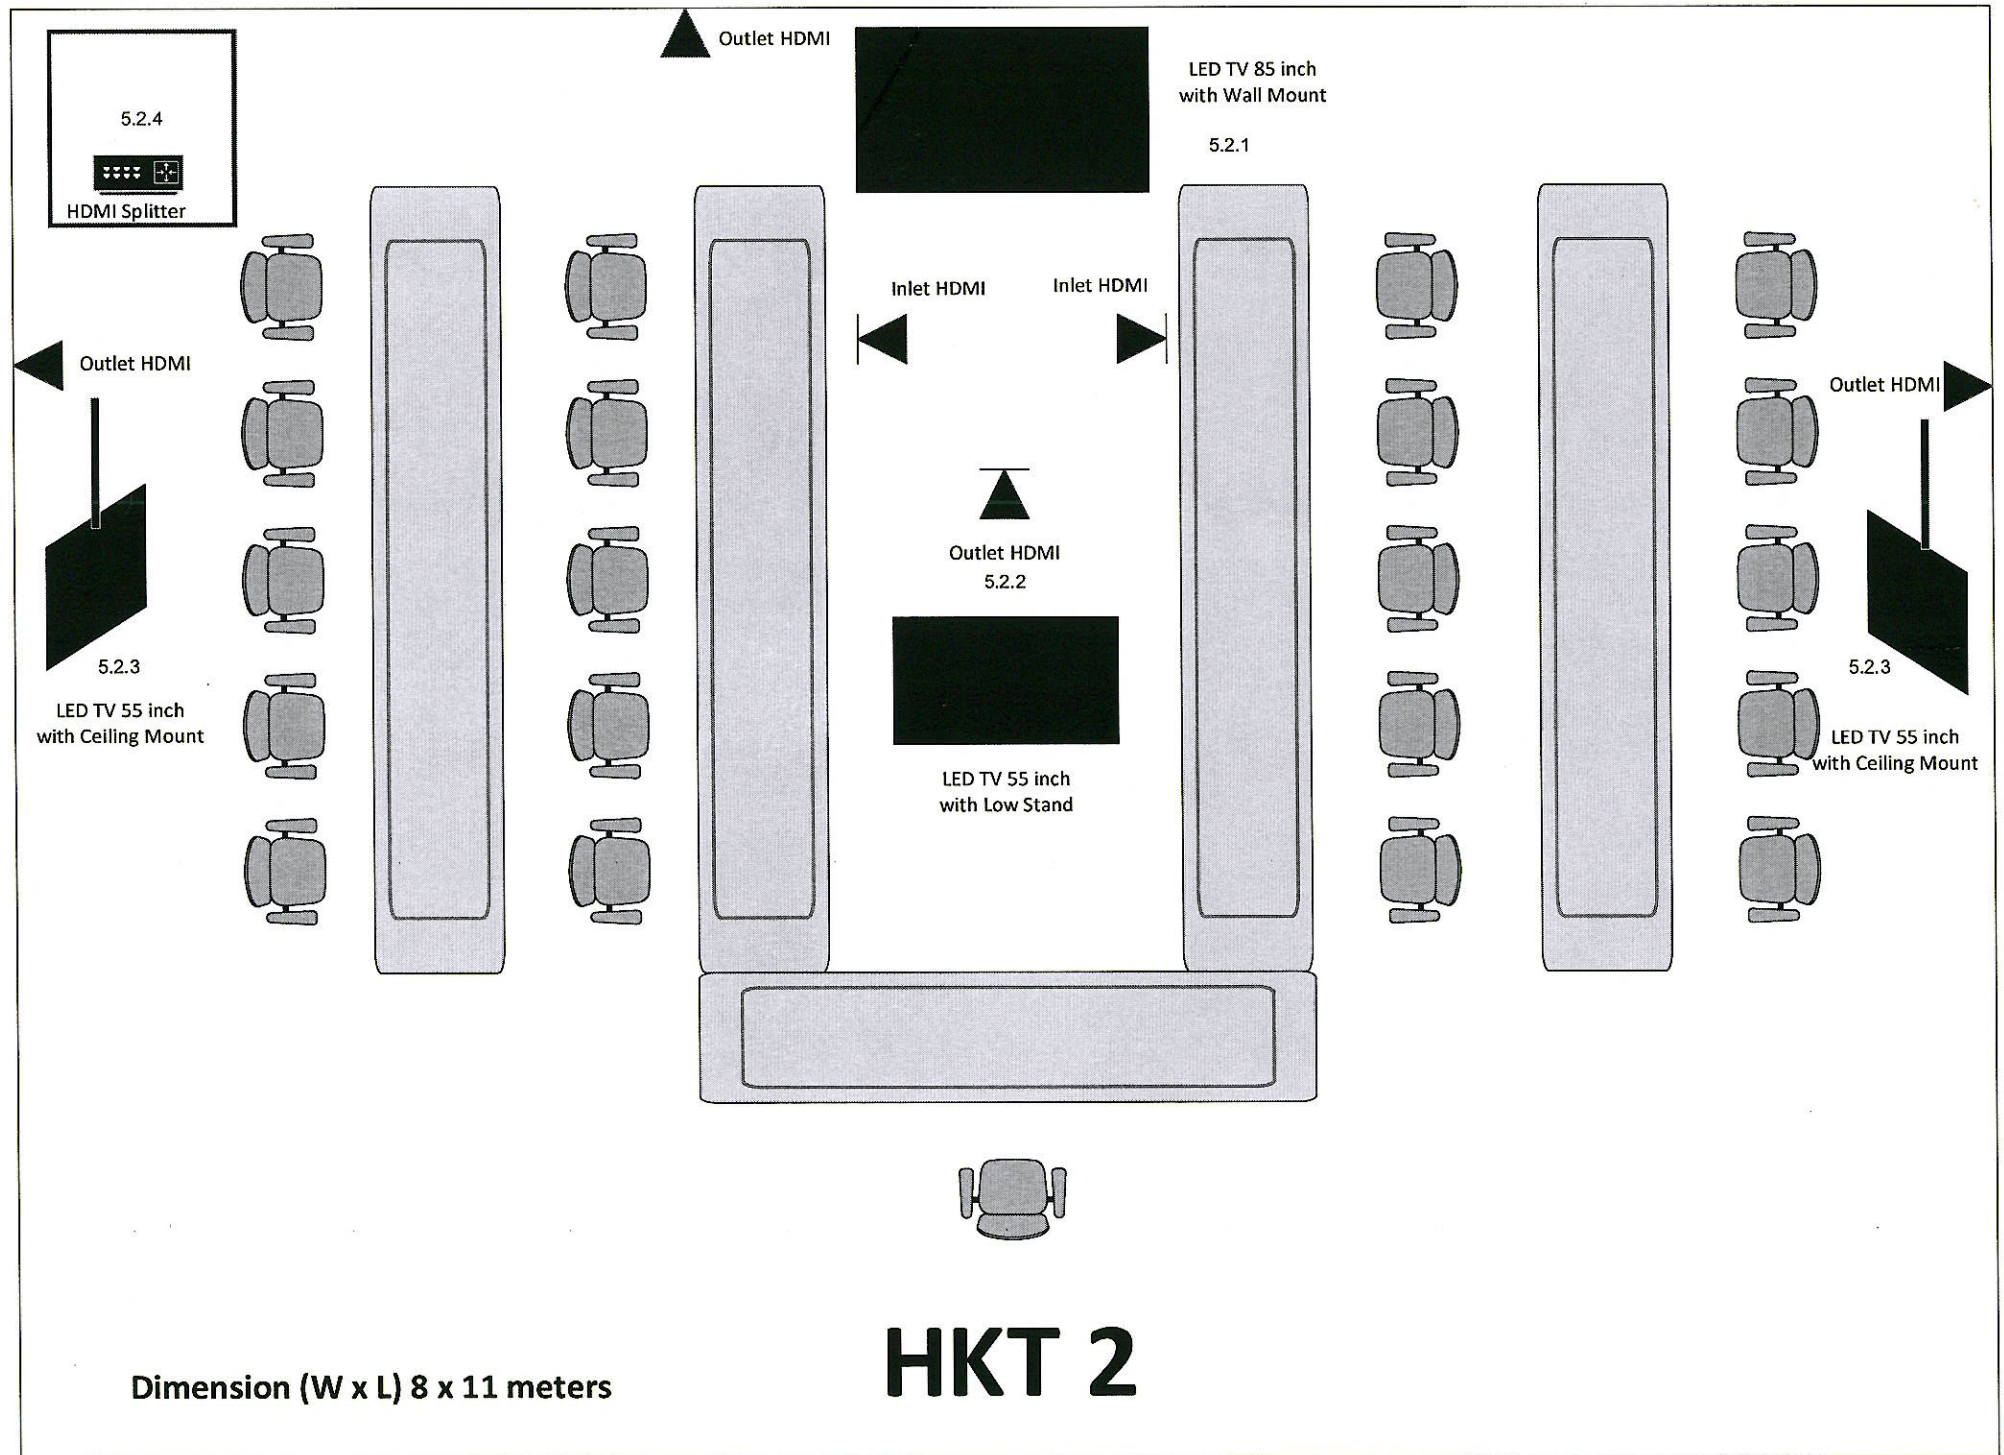 Outlet HDMI
LED TV 85 inch
with Wall Mount
5.2.1
5.2.4
HDMI Splitter
Inlet HDMI
Inlet HDMI
Outlet HDMI
Outlet HDMI
Outlet HDMI
5.2.2
5.2.3
LED TV 55 inch
with Ceiling Mount
5.2.3
LED TV 55 inch
with Ceiling Mount
LED TV 55 inch
with Low Stand
HKT 2
Dimension (W x L) 8 x 11 meters